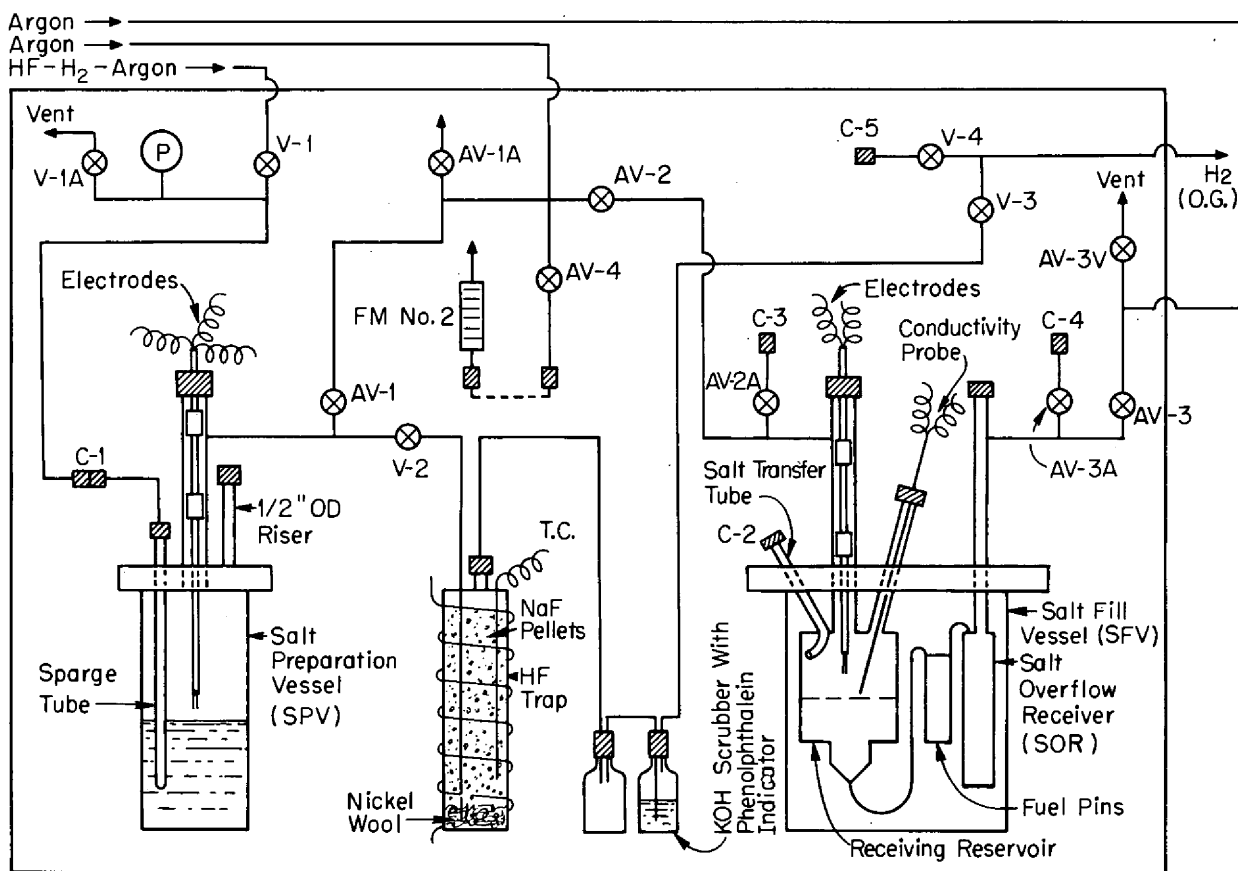 Argon
Argon
HF-H2-Argon
Vent
P
V-1
V-1A
AV-1A
C-5
V-4
AV-2
V-3
H2
(O.G.)
Vent
AV-3V
Electrodes
AV-4
FM No. 2
C-3
Electrodes
Conductivity
Probe
C-4
AV-1
AV-2A
AV-3
V-2
C-1
1/2" OD
Riser
Salt Transfer
Tube
AV-3A
C-2
T.C.
NaF
Pellets
HF
Trap
Salt
Preparation
Vessel
(SPV)
Sparge
Tube
Nickel
Wool
KOH Scrubber With
Phenolphthalein
Indicator
Salt Fill
Vessel (SFV)
Salt
Overflow
Receiver
(SOR)
Fuel Pins
Receiving Reservoir